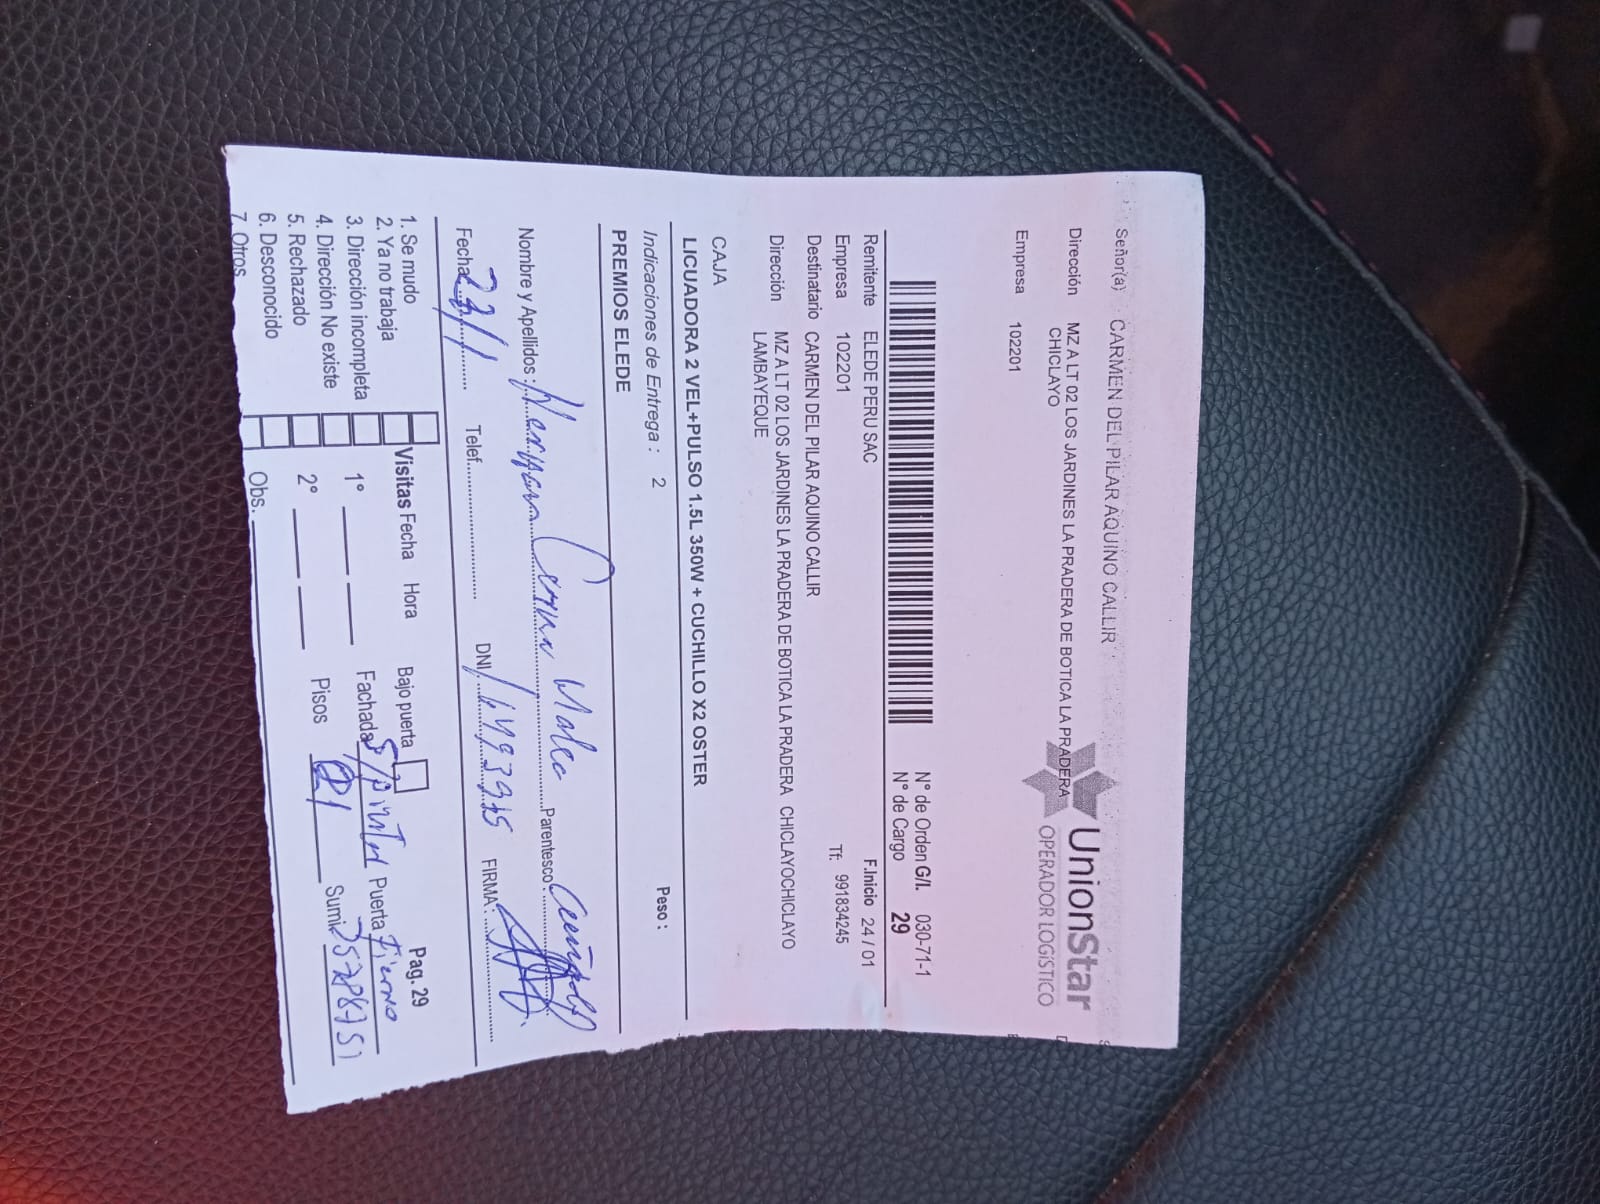 Señor(a) : CARMEN DEL PILAR AQUINO CALLIR
Dirección MZ A LT 02 LOS JARDINES LA PRADERA DE BOTICA LA PRADERA
CHICLAYO
Empresa 102201
UnionStar
OPERADOR LOGÍSTICO
N° de Orden G/I. 030-71-1
N° de Cargo 29
Remitente ELEDE PERU SAC F.Inicio 24 / 01
Empresa 102201 Tf: 991834245
Destinatario CARMEN DEL PILAR AQUINO CALLIR
Dirección MZ A LT 02 LOS JARDINES LA PRADERA DE BOTICA LA PRADERA CHICLAYOCHICLAYO
LAMBAYEQUE
CAJA
LICUADORA 2 VEL+PULSO 1.5L 350W + CUCHILLO X2 OSTER
Indicaciones de Entrega : 2 Peso :
PREMIOS ELEDE
Nombre y Apellidos : Parentesco :
Fecha Telef. DNI FIRMA:
1. Se mudo
2. Ya no trabaja
3. Dirección incompleta
4. Dirección No existe
5. Rechazado
6. Desconocido
7. Otros
Visitas Fecha Hora
1°
2°
Obs.
Bajo puerta Pag. 29
Fachada S/pintar Puerta Fierro
Pisos 01 Sumi.